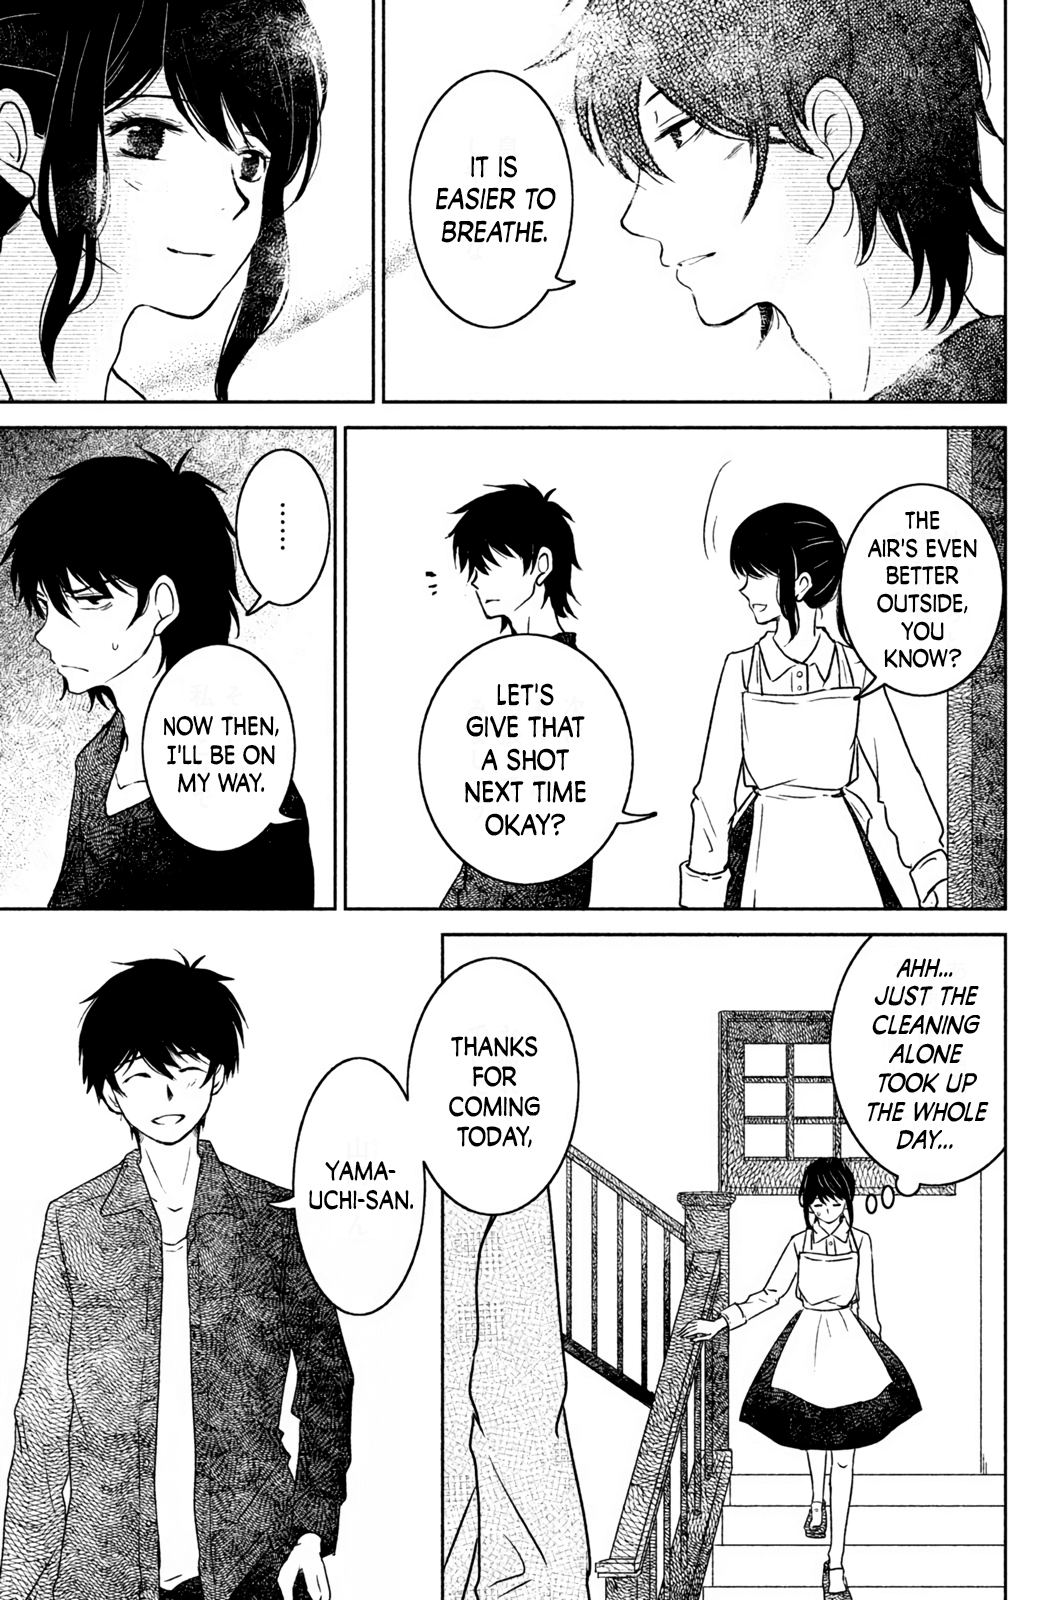 IT IS
EASIER TO
BREATHE.
THE
AIR'S EVEN
BETTER
OUTSIDE,
YOU
KNOW?
LET'S
GIVE THAT
A SHOT
NEXT TIME
OKAY?
......
NOW THEN,
I'LL BE ON
MY WAY.
AHH...
JUST THE
CLEANING
ALONE
TOOK UP
THE WHOLE
DAY...
THANKS
FOR
COMING
TODAY,
YAMA-
UCHI-SAN.